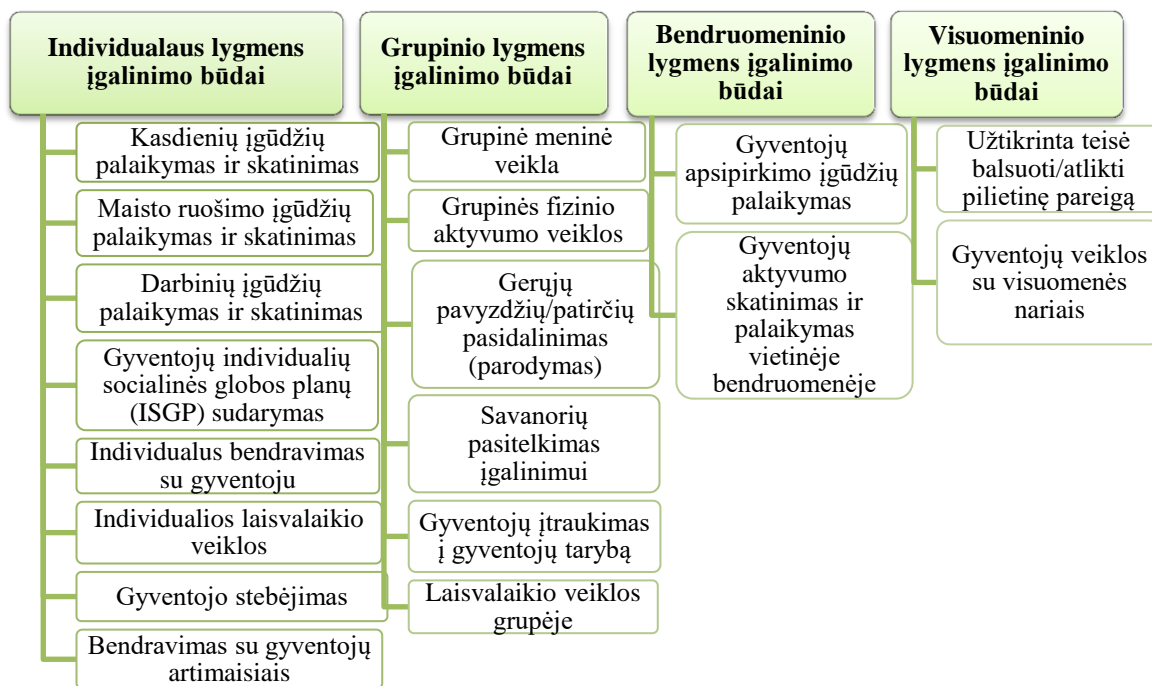 Individualaus lygmens
įgalinimo būdai
Kasdienių įgūdžių
palaikymas ir skatinimas
Maisto ruošimo įgūdžių
palaikymas ir skatinimas
Darbinių įgūdžių
palaikymas ir skatinimas
Gyventojų individualių
socialinės globos planų
(ISGP) sudarymas
Individualus bendravimas
su gyventoju
Individualios laisvalaikio
veiklos
Gyventojo stebėjimas
Bendravimas su gyventojų
artimaisiais
Grupinio lygmens
įgalinimo būdai
Grupinė meninė
veikla
Grupinės fizinio
aktyvumo veiklos
Gerųjų
pavyzdžių/patirčių
pasidalinimas
(parodymas)
Savanorių
pasitelkimas
įgalinimui
Gyventojų įtraukimas
į gyventojų tarybą
Laisvalaikio veiklos
grupėje
Bendruomeninio
lygmens įgalinimo
būdai
Gyventojų
apsipirkimo įgūdžių
palaikymas
Gyventojų
aktyvumo
skatinimas ir
palaikymas
vietinėje
bendruomenėje
Visuomeninio
lygmens įgalinimo
būdai
Užtikrinta teisė
balsuoti/atlikti
pilietinę pareigą
Gyventojų veiklos
su visuomenės
nariais